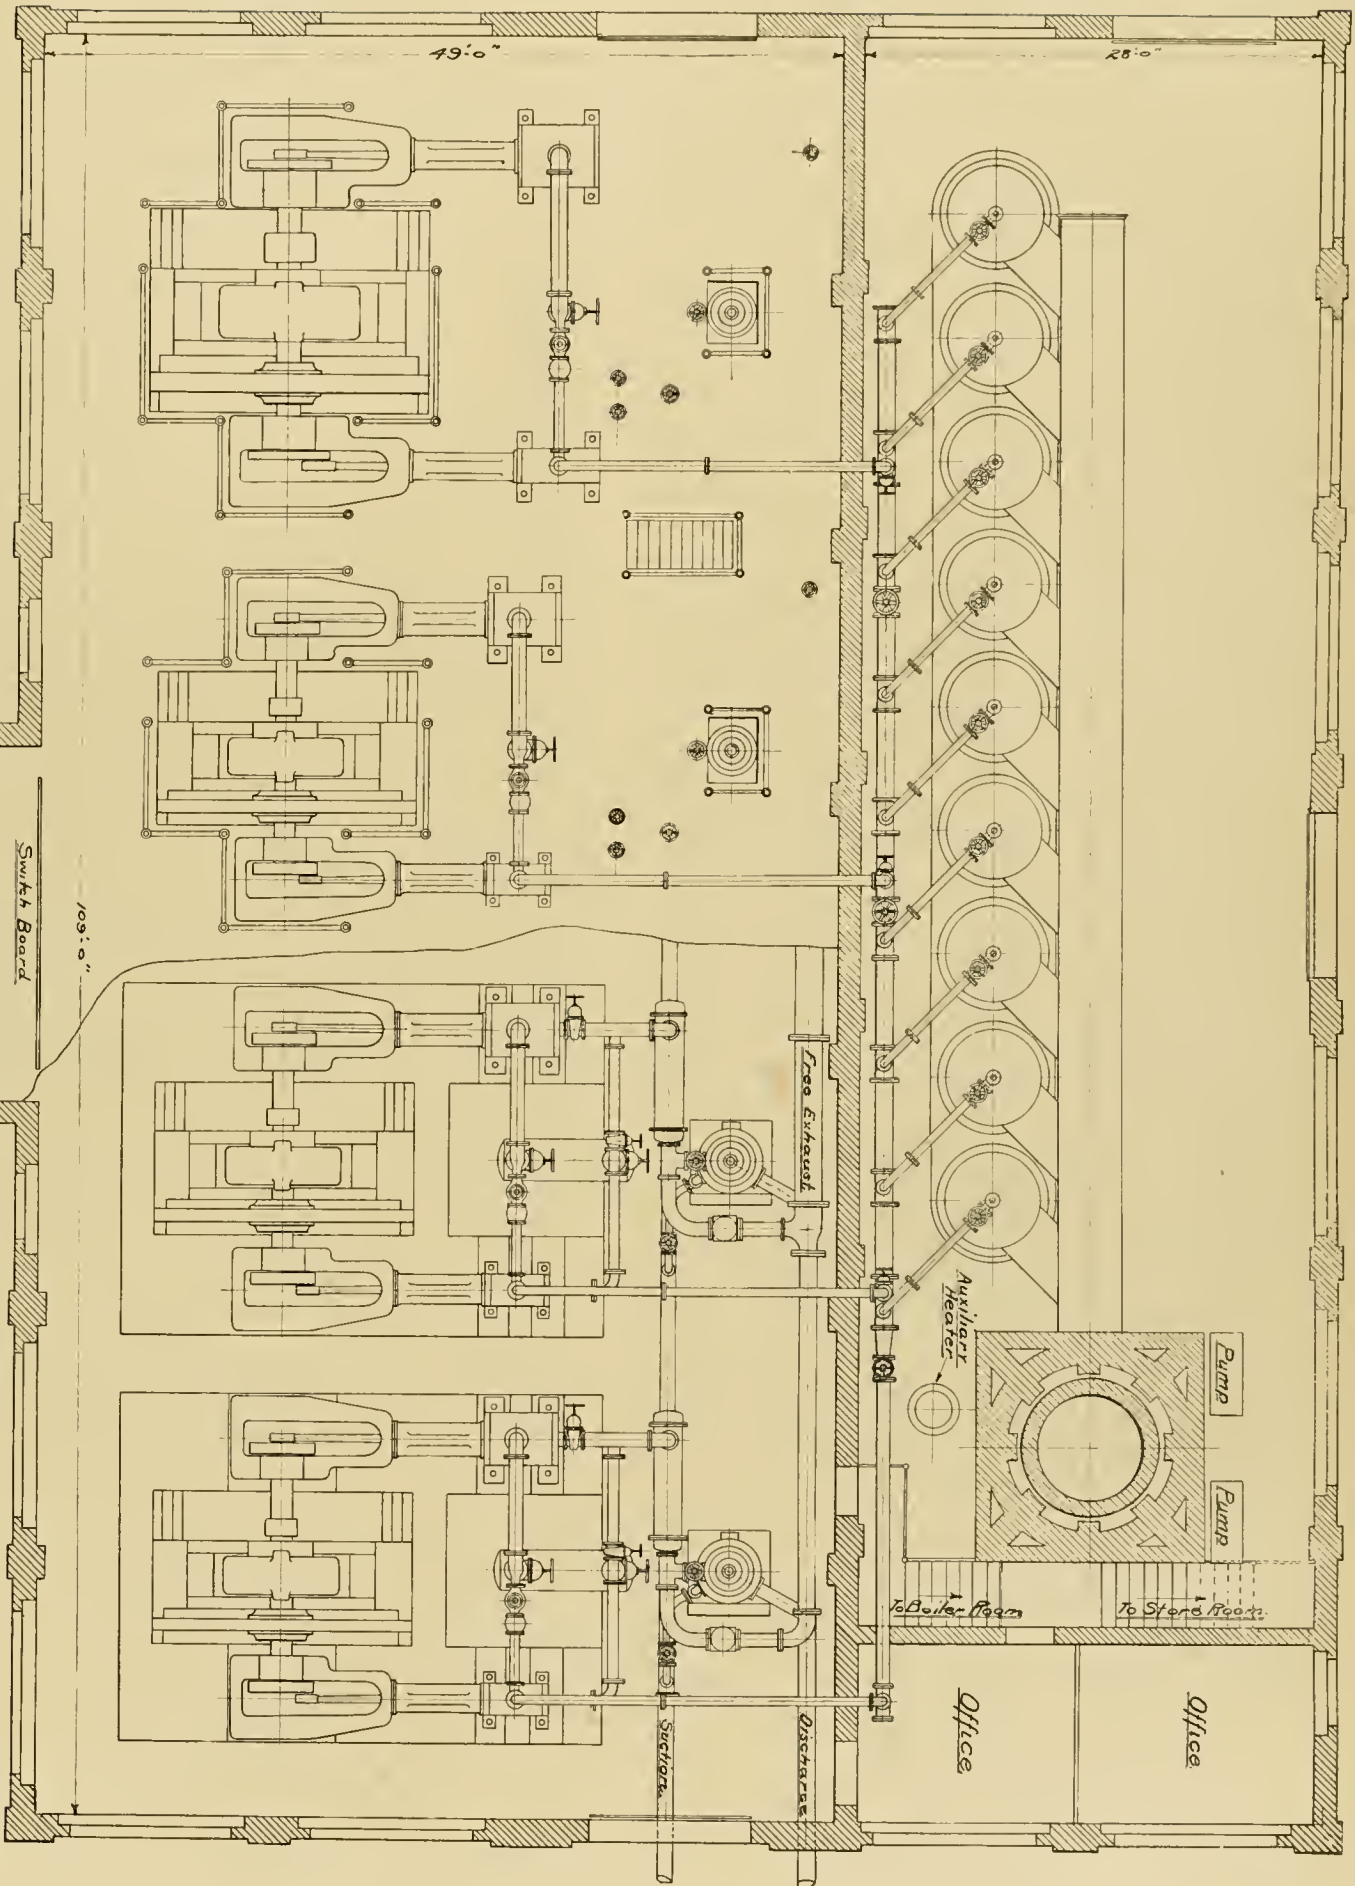 49'-0"
28'-0"
109'-0"
Switch Board
Free Exhaust
Auxiliary
Heater
Pump
Pump
To Boiler Room
To Store Room
Office
Office
Suction
Discharge